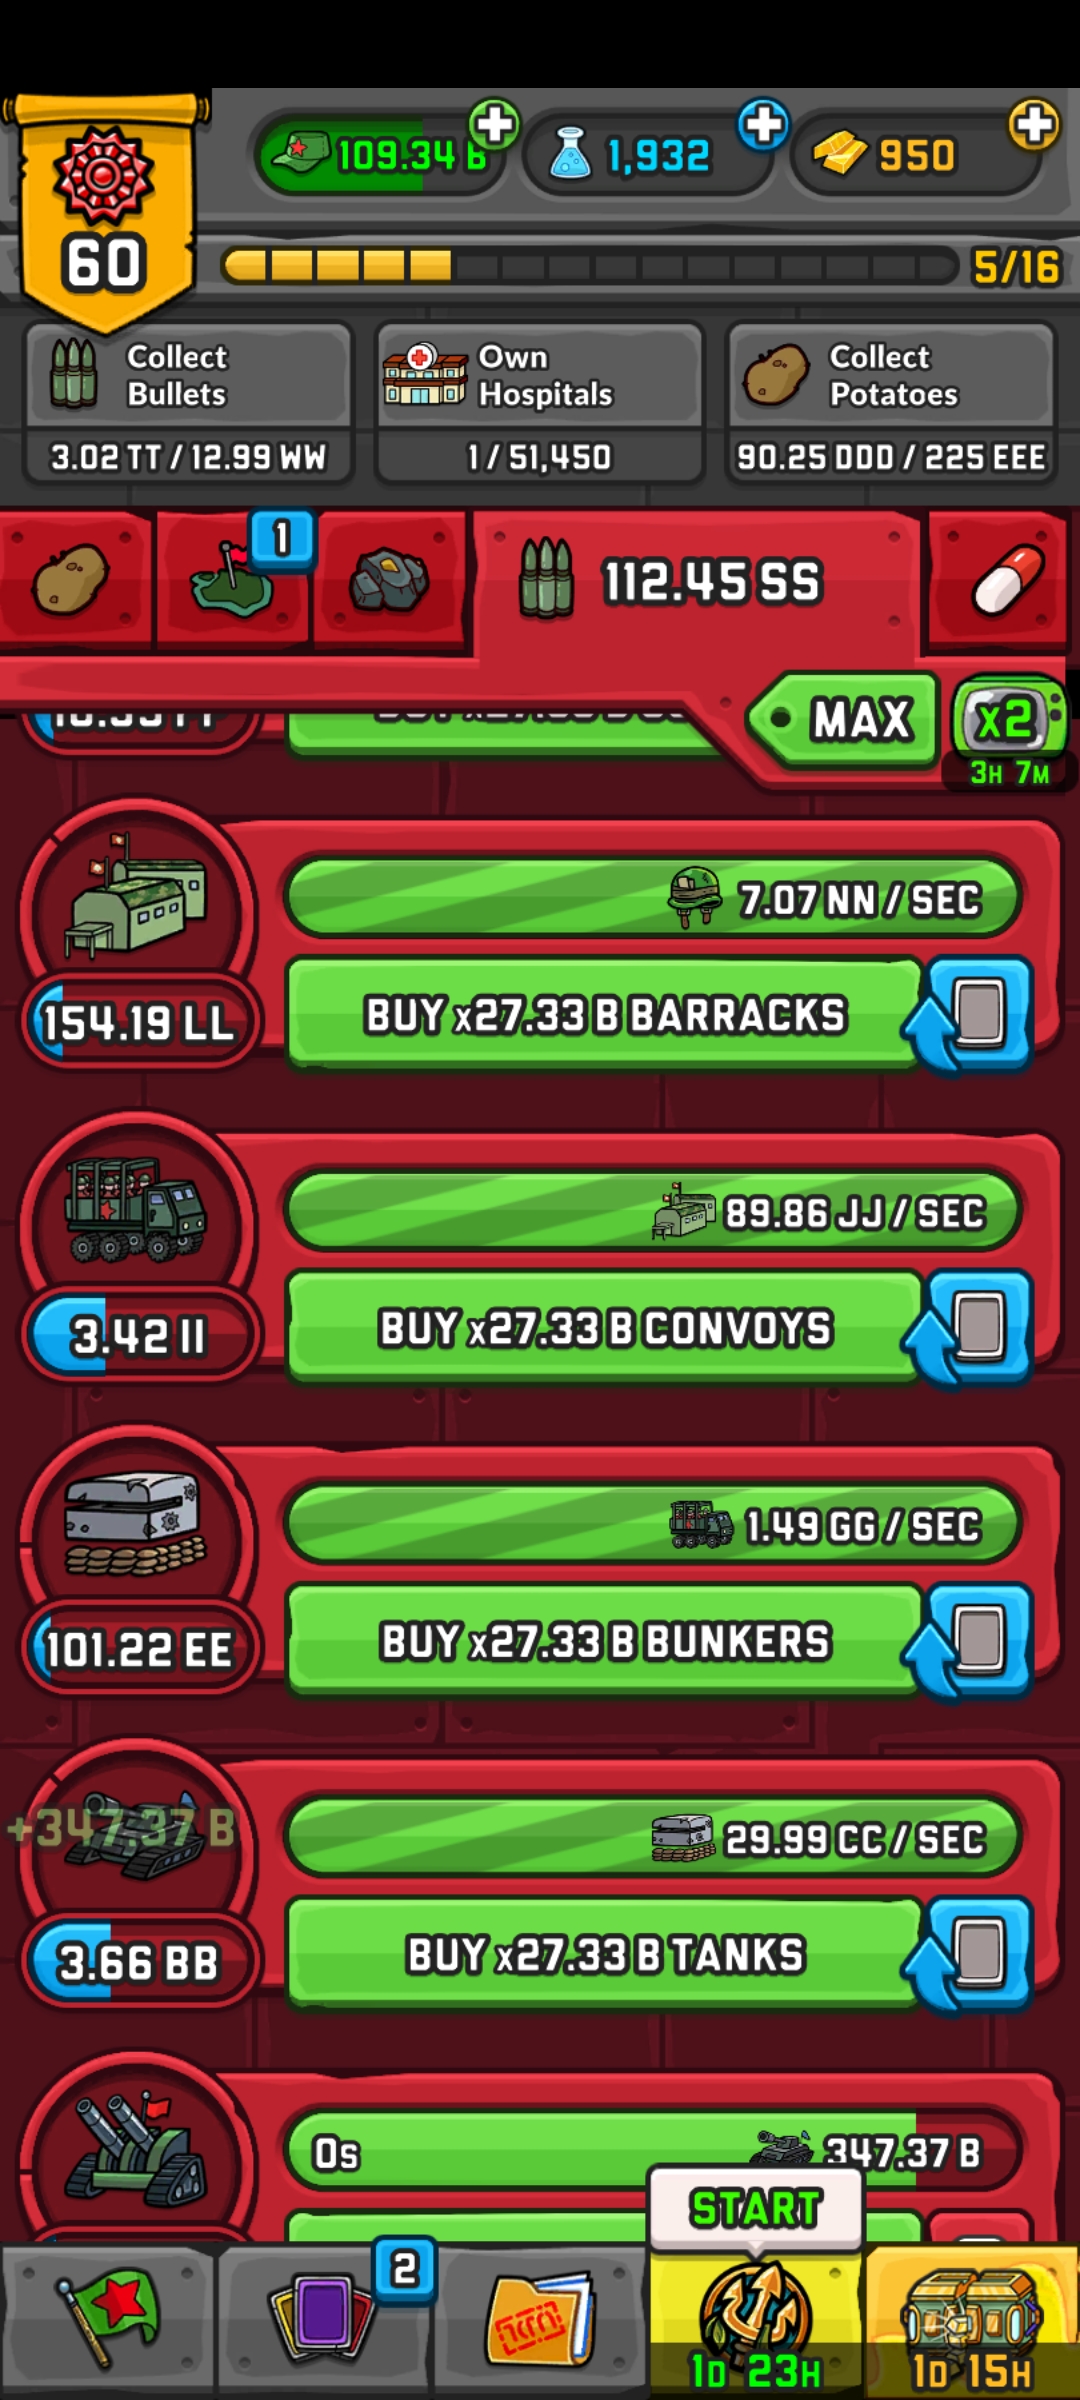 109.34 B
1,932
950
60
5/16
Collect
Bullets
3.02 TT / 12.99 WW
Own
Hospitals
1 / 51,450
Collect
Potatoes
90.25 DDD / 225 EEE
1
112.45 SS
MAX
x2
3H 7M
7.07 NN / SEC
154.19 LL
BUY x27.33 B BARRACKS
89.86 JJ / SEC
3.42 II
BUY x27.33 B CONVOYS
1.49 GG / SEC
101.22 EE
BUY x27.33 B BUNKERS
+347.37 B
29.99 CC / SEC
3.66 BB
BUY x27.33 B TANKS
0s
347.37 B
START
2
1D 23H
1D 15H